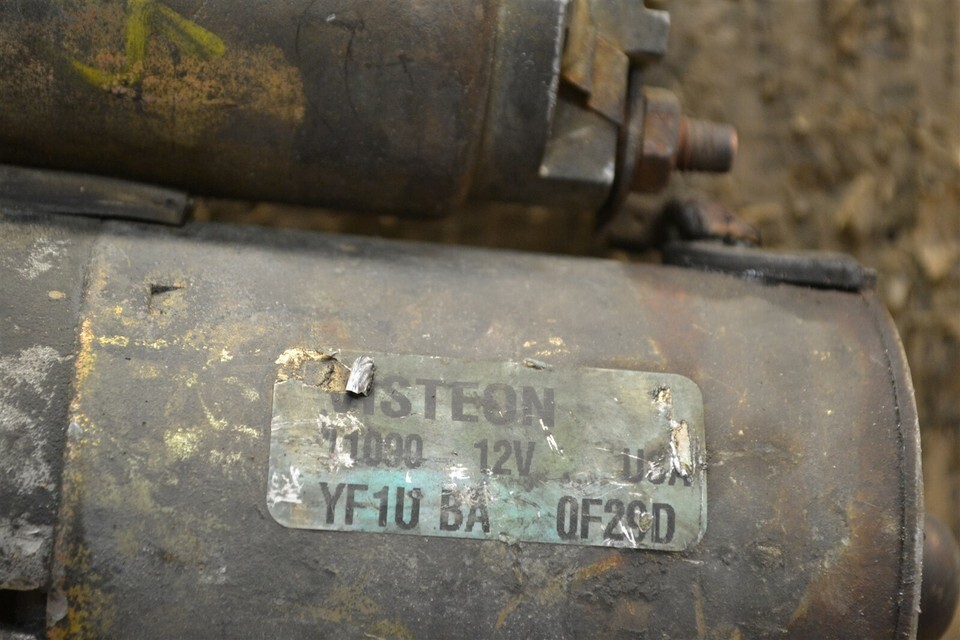 VISTEON
11000 12V USA
YF1U BA 0F29D